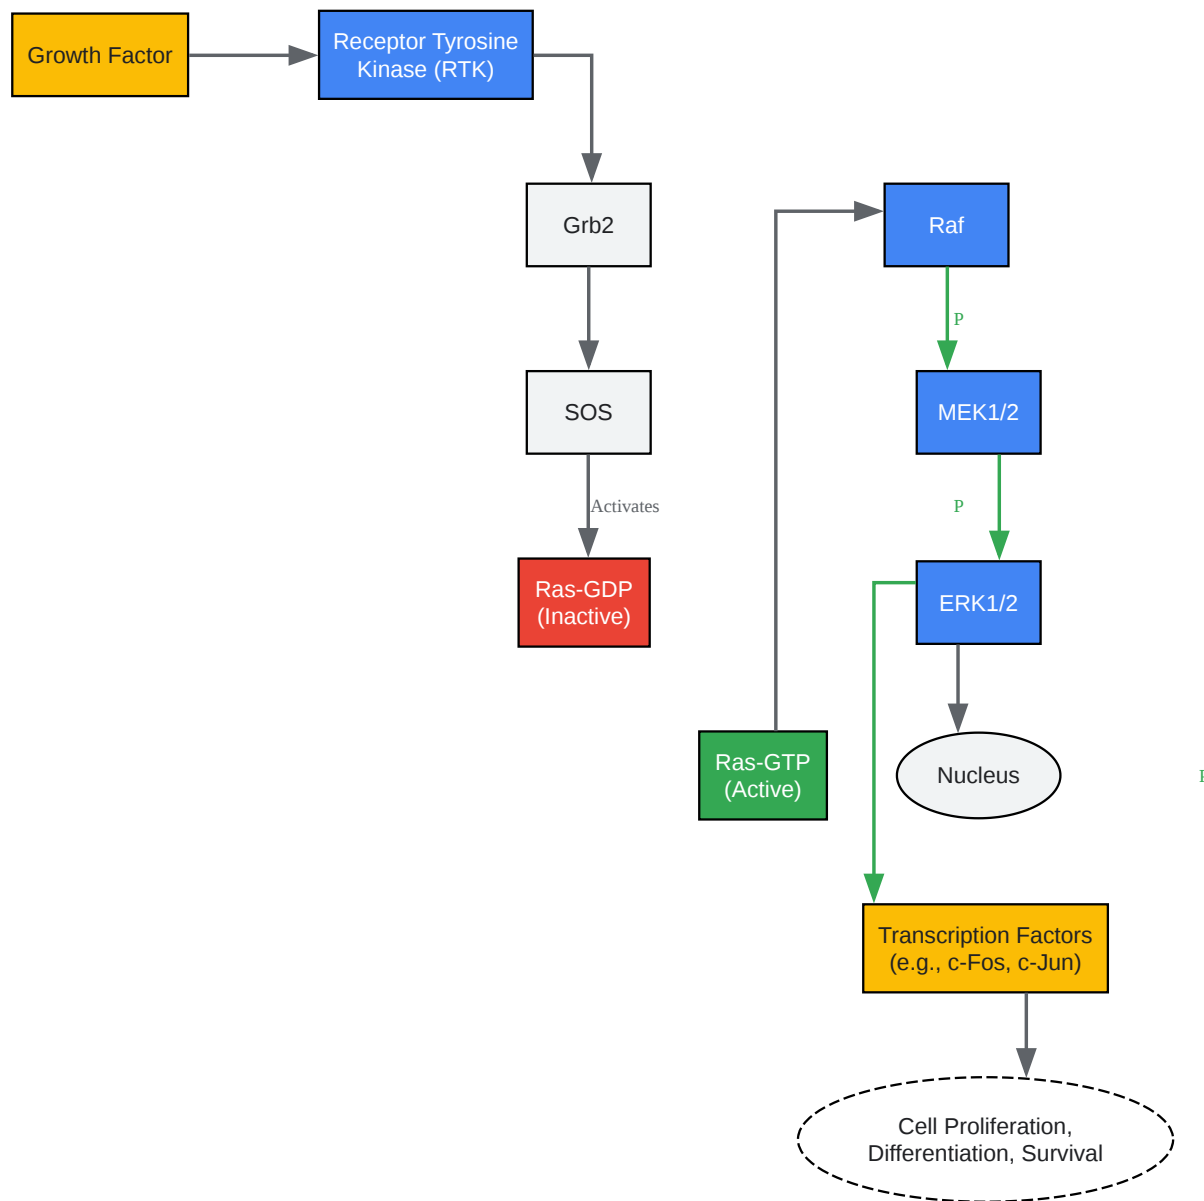 Growth Factor
Receptor Tyrosine
Kinase (RTK)
Grb2
Raf
P
SOS
MEK1/2
Activates
P
Ras-GDP
(Inactive)
ERK1/2
Ras-GTP
(Active)
Nucleus
Transcription Factors
(e.g., c-Fos, c-Jun)
Cell Proliferation,
Differentiation, Survival